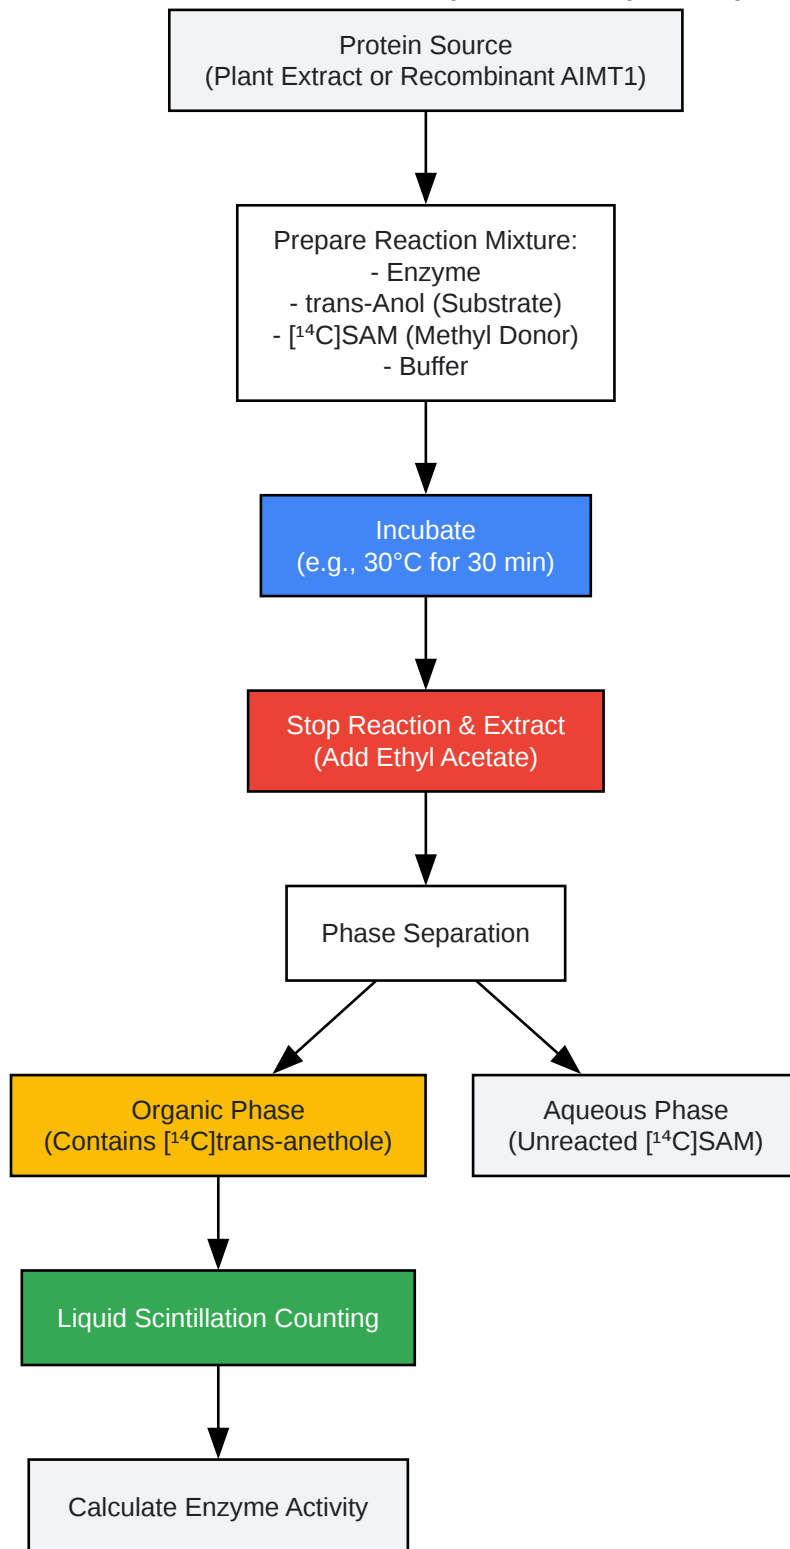 Protein Source
(Plant Extract or Recombinant AIMT1)
Prepare Reaction Mixture:
- Enzyme
- trans-Anol (Substrate)
- [¹⁴C]SAM (Methyl Donor)
- Buffer
Incubate
(e.g., 30°C for 30 min)
Stop Reaction & Extract
(Add Ethyl Acetate)
Phase Separation
Organic Phase
(Contains [¹⁴C]trans-anethole)
Aqueous Phase
(Unreacted [¹⁴C]SAM)
Liquid Scintillation Counting
Calculate Enzyme Activity